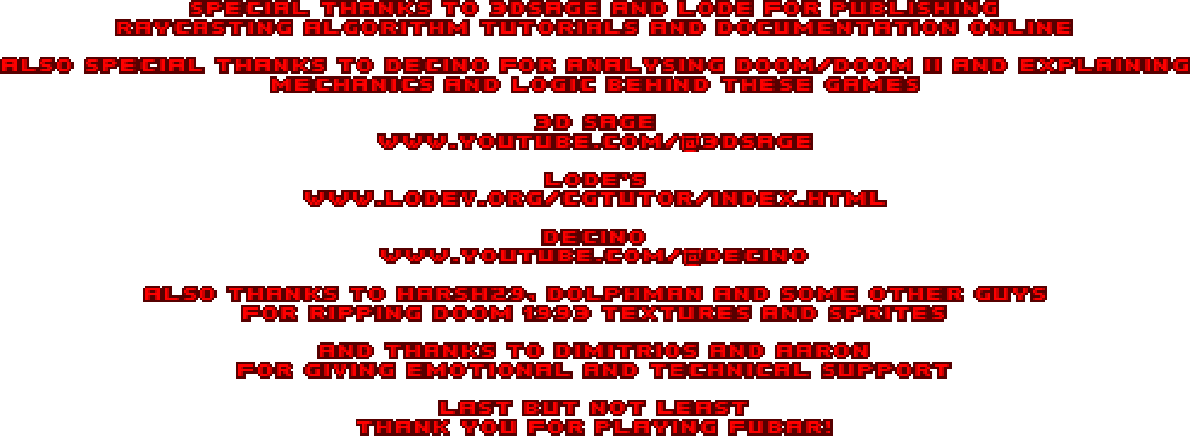 SPECIAL THANKS TO 3DSAGE AND LODE FOR PUBLISHING
RAYCASTING ALGORITHM TUTORIALS AND DOCUMENTATION ONLINE
ALSO SPECIAL THANKS TO DECINO FOR ANALYSING DOOM/DOOM II AND EXPLAINING
MECHANICS AND LOGIC BEHIND THESE GAMES
3D SAGE
WWW.YOUTUBE.COM/@3DSAGE
LODE'S
WWW.LODEV.ORG/CGTUTOR/INDEX.HTML
DECINO
WWW.YOUTUBE.COM/@DECINO
ALSO THANKS TO HARSH29, DOLPHMAN AND SOME OTHER GUYS
FOR RIPPING DOOM 1993 TEXTURES AND SPRITES
AND THANKS TO DIMITRIOS AND AARON
FOR GIVING EMOTIONAL AND TECHNICAL SUPPORT
LAST BUT NOT LEAST
THANK YOU FOR PLAYING FUBAR!